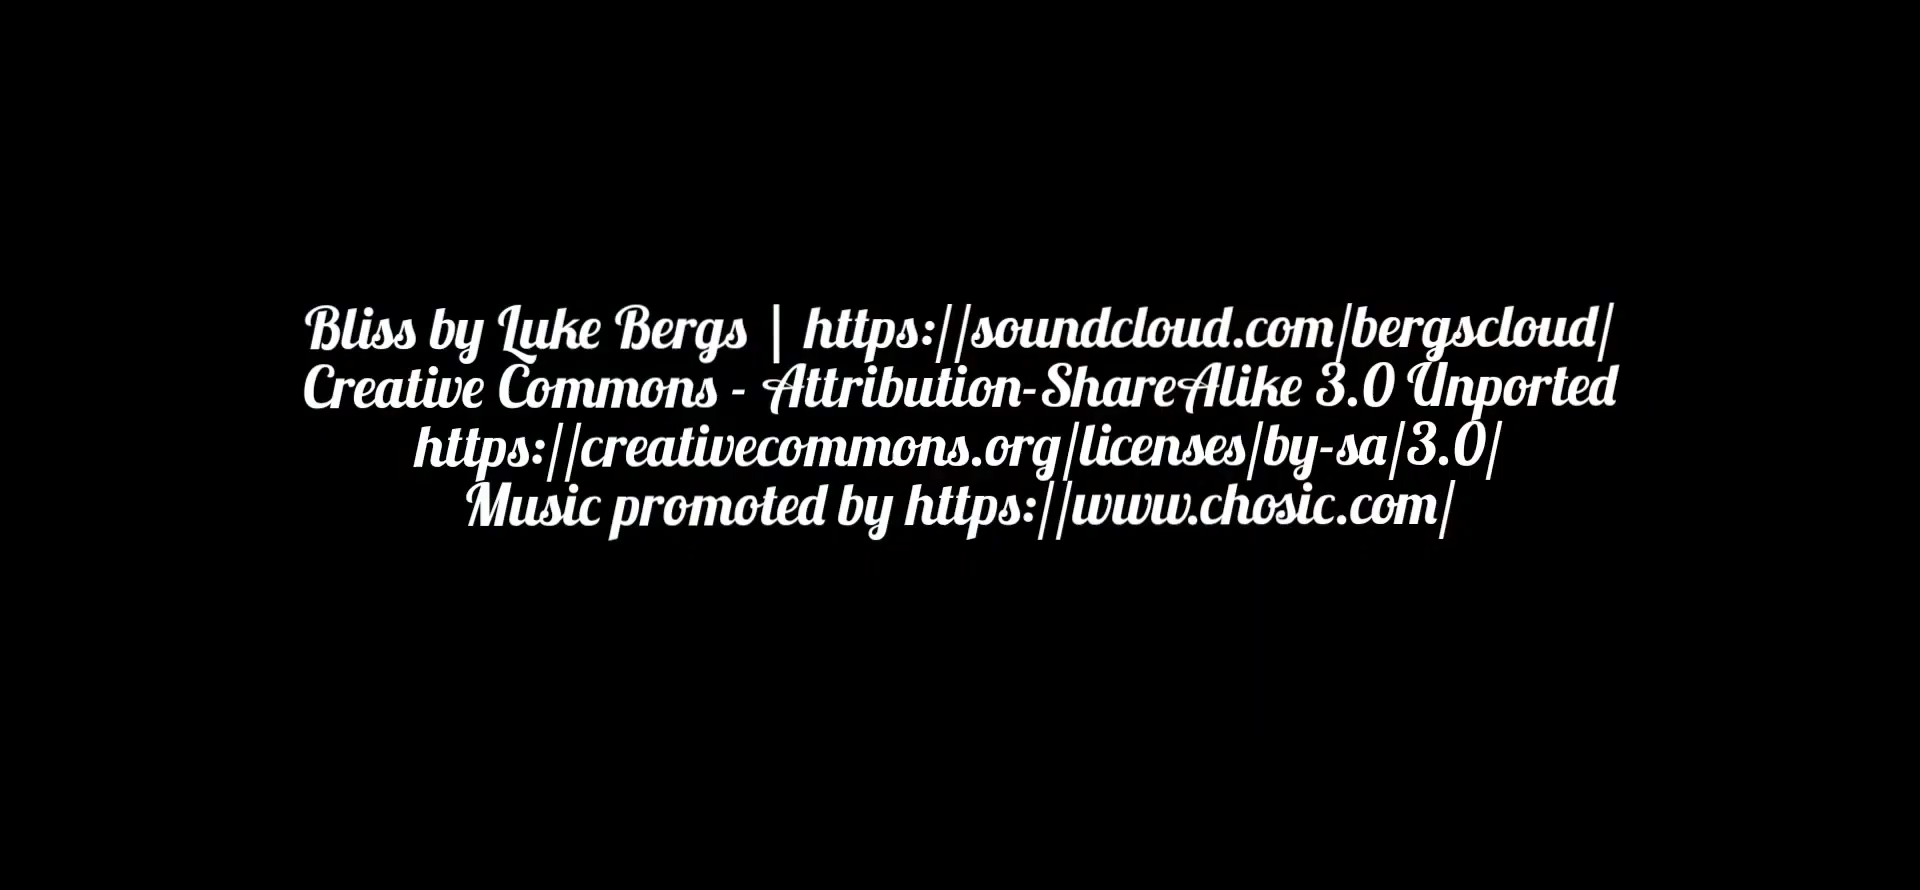 Bliss by Luke Bergs | https://soundcloud.com/bergscloud/
Creative Commons - Attribution-ShareAlike 3.0 Unported
https://creativecommons.org/licenses/by-sa/3.0/
Music promoted by https://www.chosic.com/